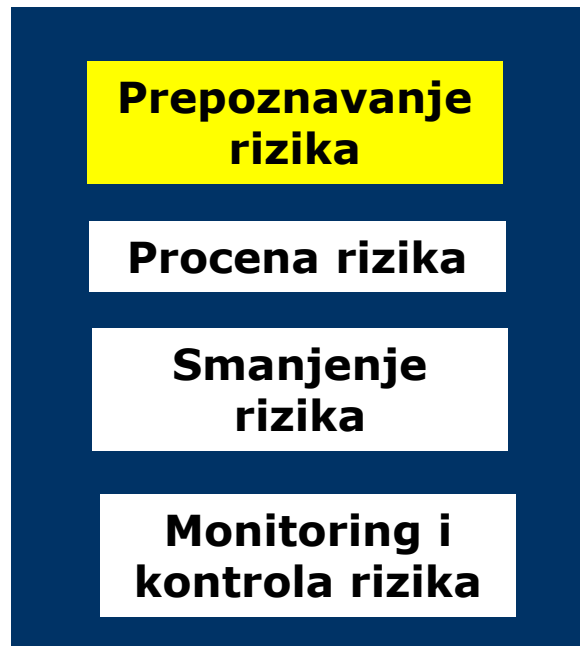 Prepoznavanje
rizika
Procena rizika
Smanjenje
rizika
Monitoring i
kontrola rizika